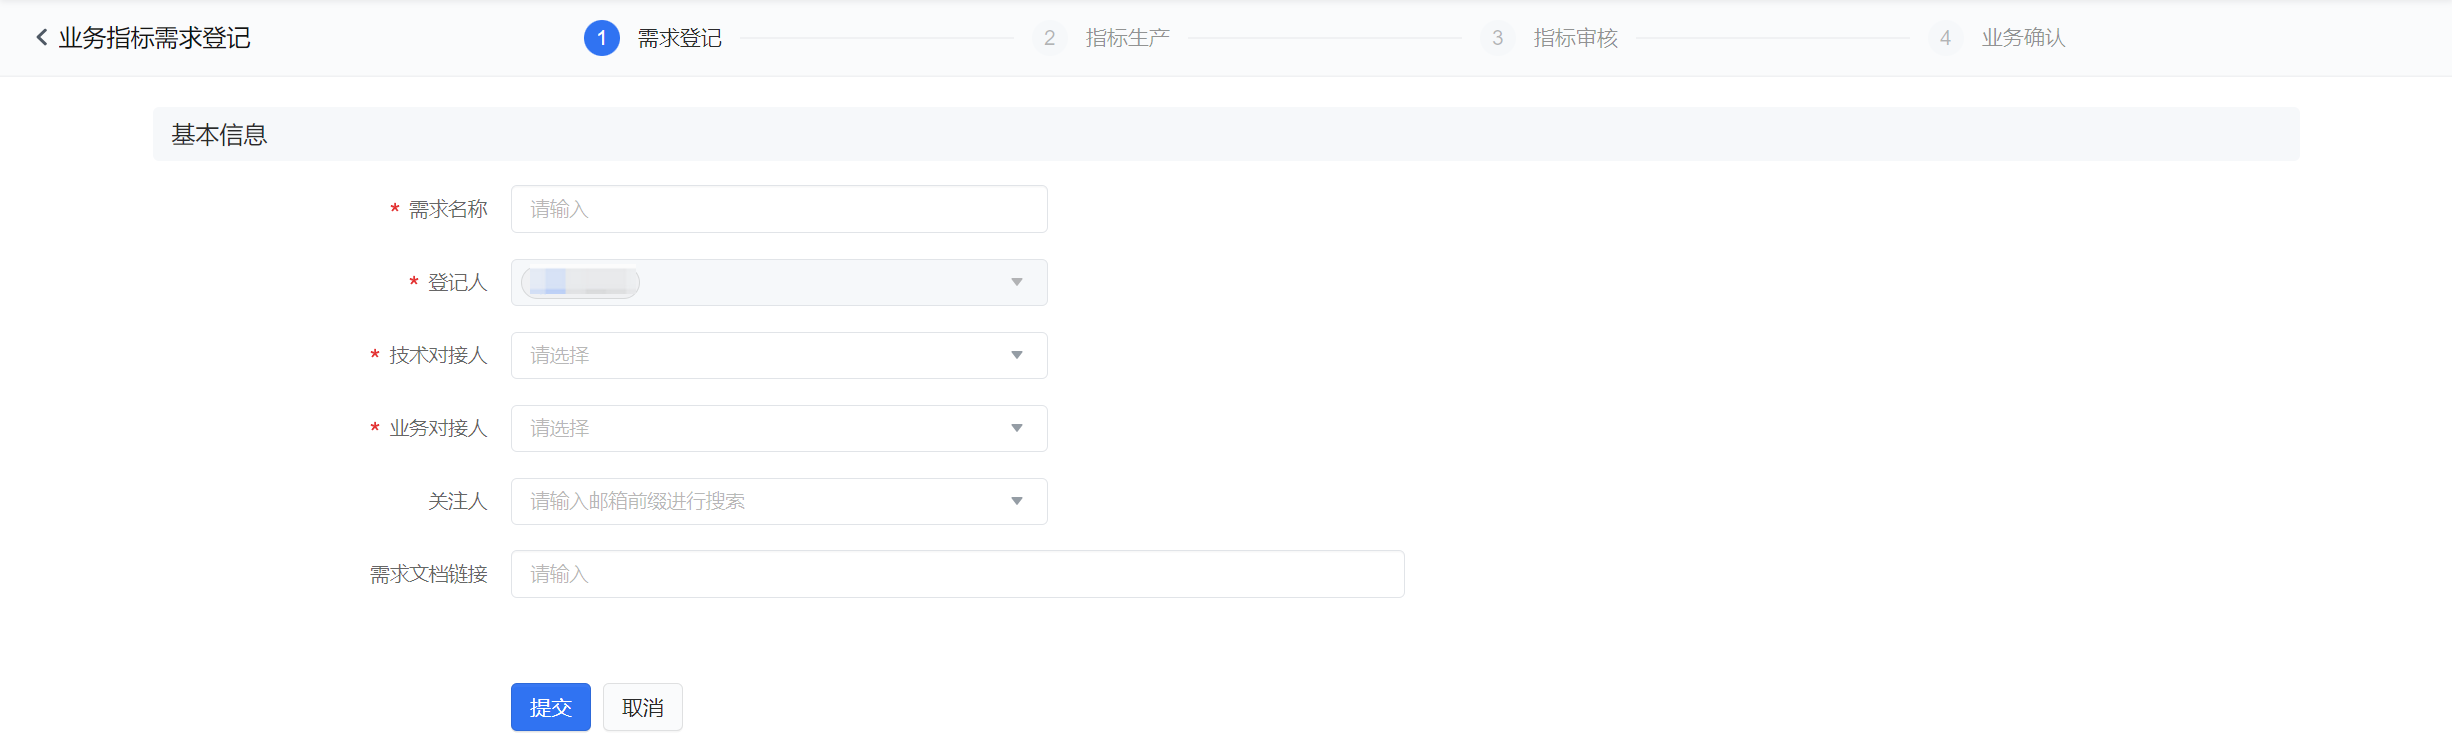 业务指标需求登记
1 需求登记
2 指标生产
3 指标审核
4 业务确认
基本信息
* 需求名称 请输入
* 登记人
* 技术对接人 请选择
* 业务对接人 请选择
关注人 请输入邮箱前缀进行搜索
需求文档链接 请输入
提交 取消